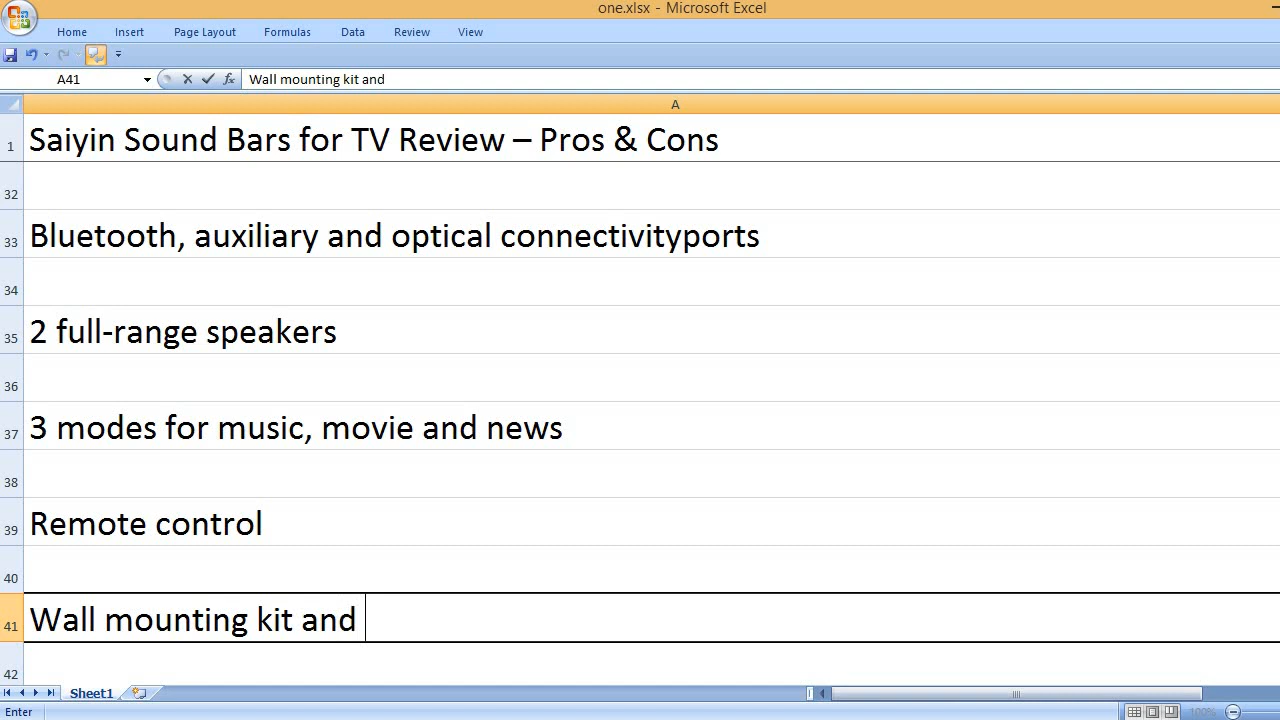 one.xlsx - Microsoft Excel
Home Insert Page Layout Formulas Data Review View
A41 fx Wall mounting kit and
A
1 Saiyin Sound Bars for TV Review – Pros & Cons
32
33 Bluetooth, auxiliary and optical connectivityports
34
35 2 full-range speakers
36
37 3 modes for music, movie and news
38
39 Remote control
40
41 Wall mounting kit and
42
Sheet1
Enter 100%